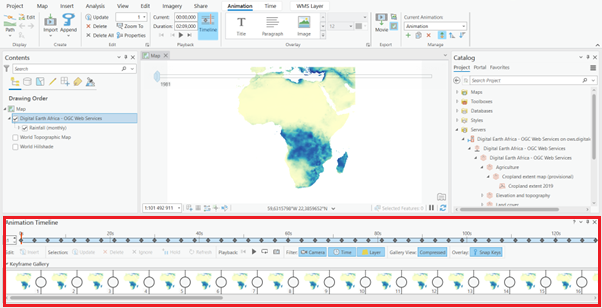 Project Map Insert Analysis View Edit Imagery Share Animation Time WMS Layer
Path Import Append Update 1 Current: 00:00,000 Timeline Title Paragraph Image Movie Current Animation:
Delete Zoom To Duration: 02:09,000 Animation
Delete All Properties Playback:
Display Create Edit Playback Overlay Export Manage
Contents Map Catalog
Search Project Portal Favorites
Search Project
Drawing Order 1981
Map Maps
Digital Earth Africa - OGC Web Services Toolboxes
Rainfall (monthly) Databases
World Topographic Map Styles
World Hillshade Servers
Digital Earth Africa - OGC Web Services on ows.digitalea
Digital Earth Africa - OGC Web Services
Digital Earth Africa - OGC Web Services
Agriculture
Cropland extent map (provisional)
Cropland extent 2019
Elevation and topography
Land cover
1:101 492 911 Selected Features: 0
Animation Timeline
20s 40s 60s 80s 100s 120s
Edit: Insert Selection: Update Delete Ignore Hold Refresh Playback: Filter: Camera Time Layer Gallery View: Compressed Overlay: Snap Keys
Keyframe Gallery
1 2 3 4 5 6 7 8 9 10 11 12 13 14 15 16